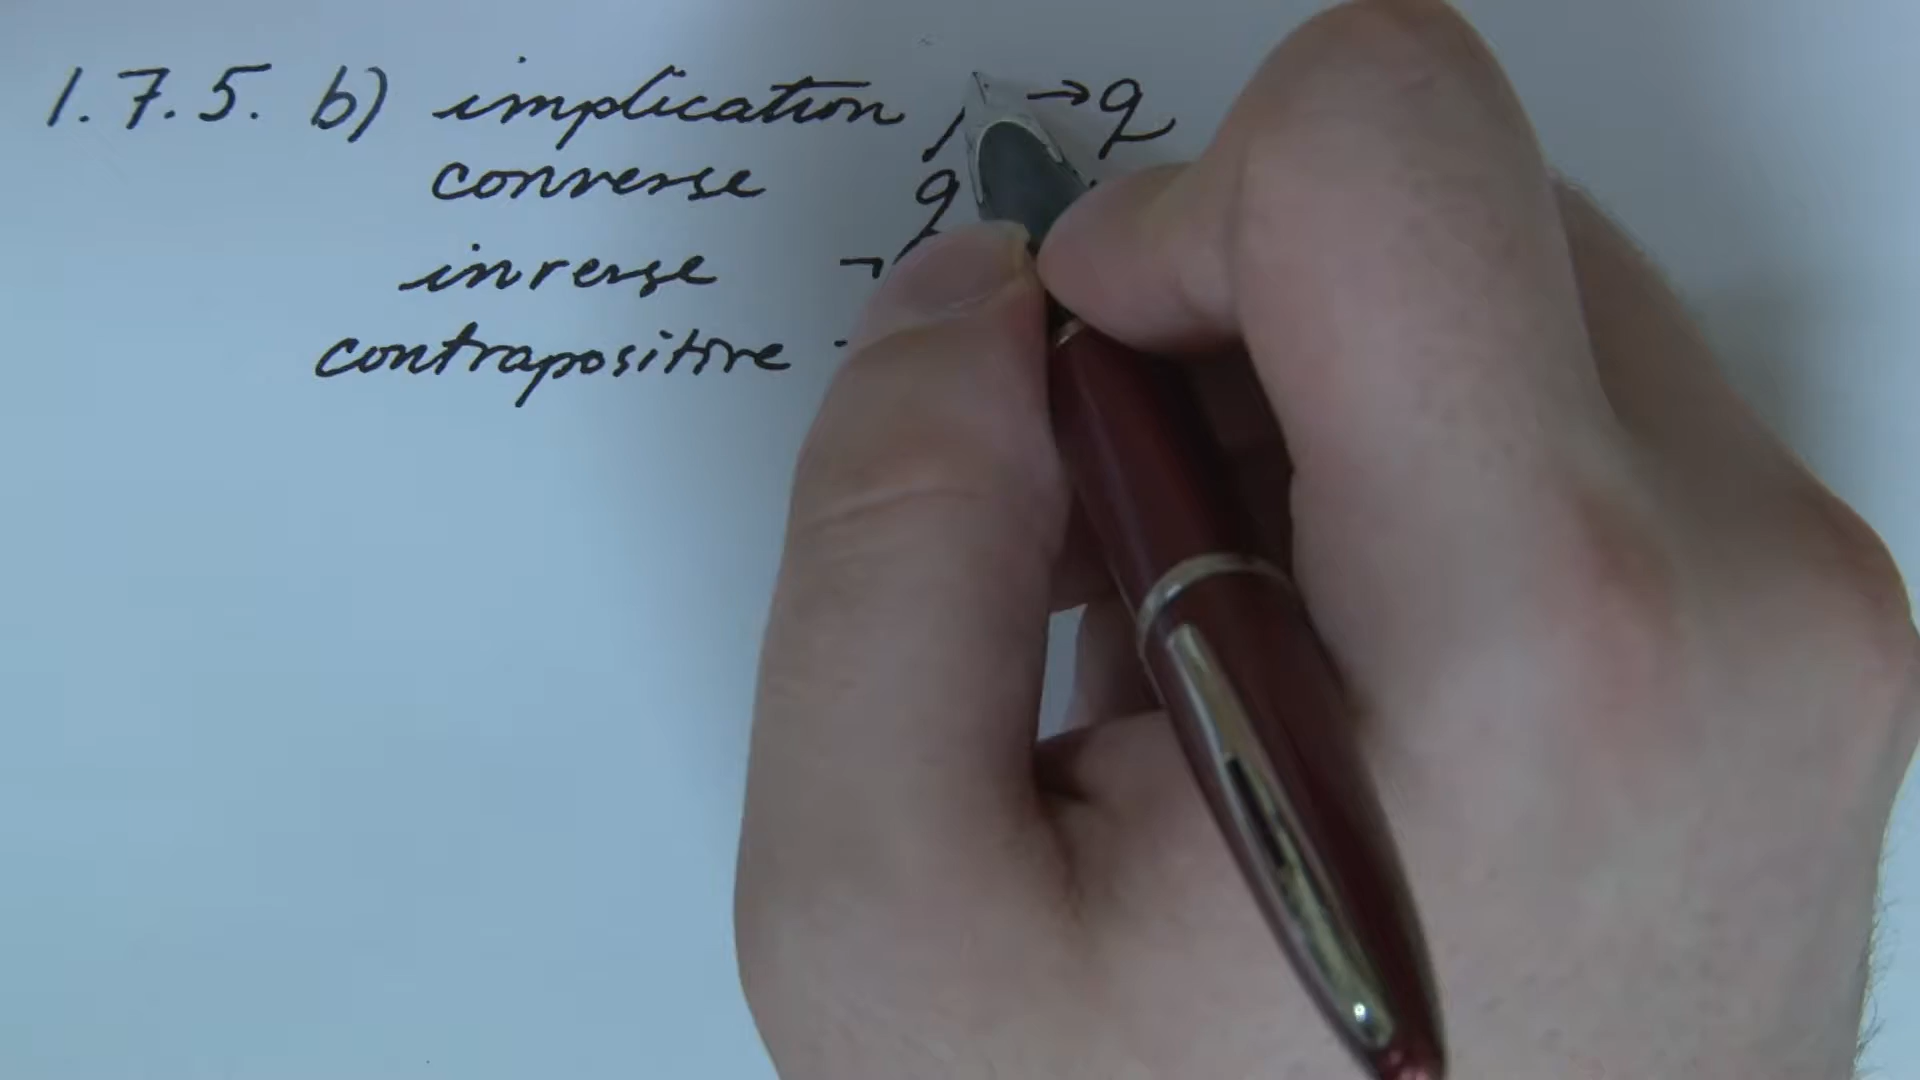 1.7.5. b) implication → q
converse q
inverse ¬
contrapositive